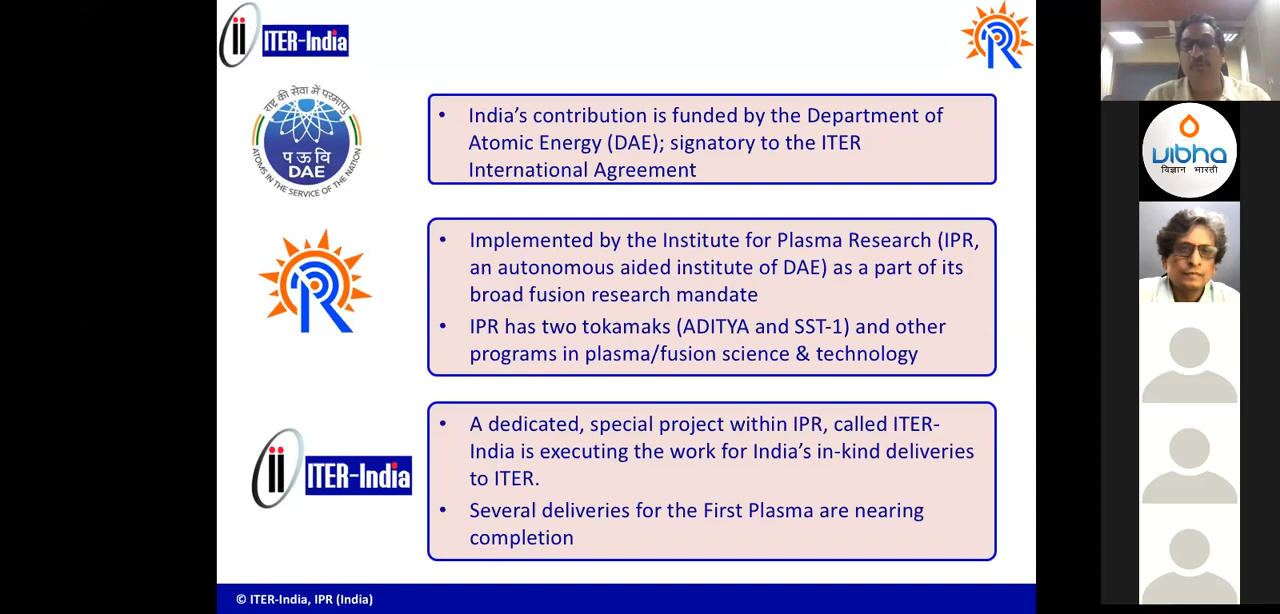 ITER-India
राष्ट्र की सेवा में परमाणु
प ऊ वि
DAE
ATOMS IN THE SERVICE OF THE NATION
• India's contribution is funded by the Department of
Atomic Energy (DAE); signatory to the ITER
International Agreement
• Implemented by the Institute for Plasma Research (IPR,
an autonomous aided institute of DAE) as a part of its
broad fusion research mandate
• IPR has two tokamaks (ADITYA and SST-1) and other
programs in plasma/fusion science & technology
ITER-India
• A dedicated, special project within IPR, called ITER-
India is executing the work for India's in-kind deliveries
to ITER.
• Several deliveries for the First Plasma are nearing
completion
© ITER-India, IPR (India)
vibha
विज्ञान भारती